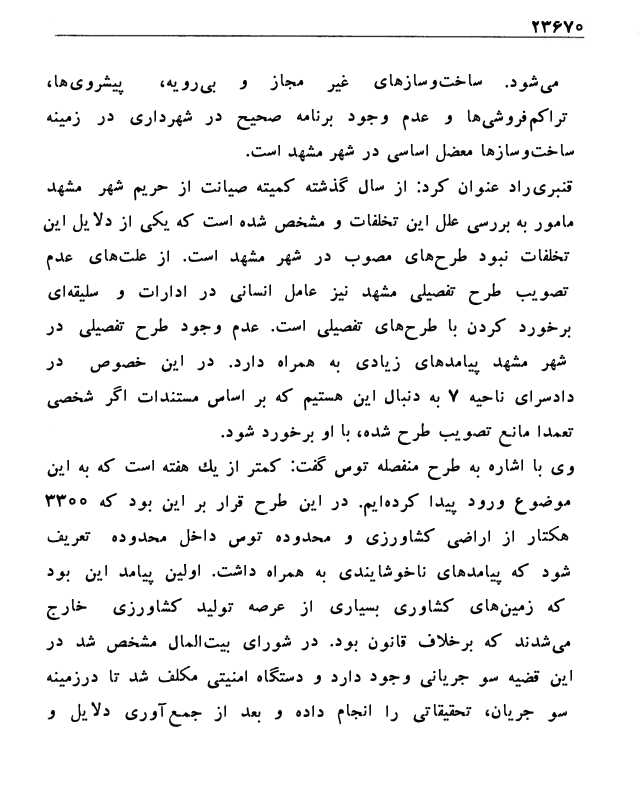 ۲۳۶۷۰
می‌شود. ساخت‌وسازهای غیر مجاز و بی‌رویه، پیشروی‌ها،
تراکم‌فروشی‌ها و عدم وجود برنامه صحیح در شهرداری در زمینه
ساخت‌وسازها معضل اساسی در شهر مشهد است.
قنبری‌راد عنوان کرد: از سال گذشته کمیته صیانت از حریم شهر مشهد
مامور به بررسی علل این تخلفات و مشخص شده است که یکی از دلایل این
تخلفات نبود طرح‌های مصوب در شهر مشهد است. از علت‌های عدم
تصویب طرح تفصیلی مشهد نیز عامل انسانی در ادارات و سلیقه‌ای
برخورد کردن با طرح‌های تفصیلی است. عدم وجود طرح تفصیلی در
شهر مشهد پیامدهای زیادی به همراه دارد. در این خصوص در
دادسرای ناحیه ۷ به دنبال این هستیم که بر اساس مستندات اگر شخصی
تعمدا مانع تصویب طرح شده، با او برخورد شود.
وی با اشاره به طرح منفصله توس گفت: کمتر از یك هفته است که به این
موضوع ورود پیدا کرده‌ایم. در این طرح قرار بر این بود که ۳۳۰۰
هکتار از اراضی کشاورزی و محدوده توس داخل محدوده تعریف
شود که پیامدهای ناخوشایندی به همراه داشت. اولین پیامد این بود
که زمین‌های کشاوری بسیاری از عرصه تولید کشاورزی خارج
می‌شدند که برخلاف قانون بود. در شورای بیت‌المال مشخص شد در
این قضیه سو جریانی وجود دارد و دستگاه امنیتی مکلف شد تا درزمینه
سو جریان، تحقیقاتی را انجام داده و بعد از جمع‌آوری دلایل و